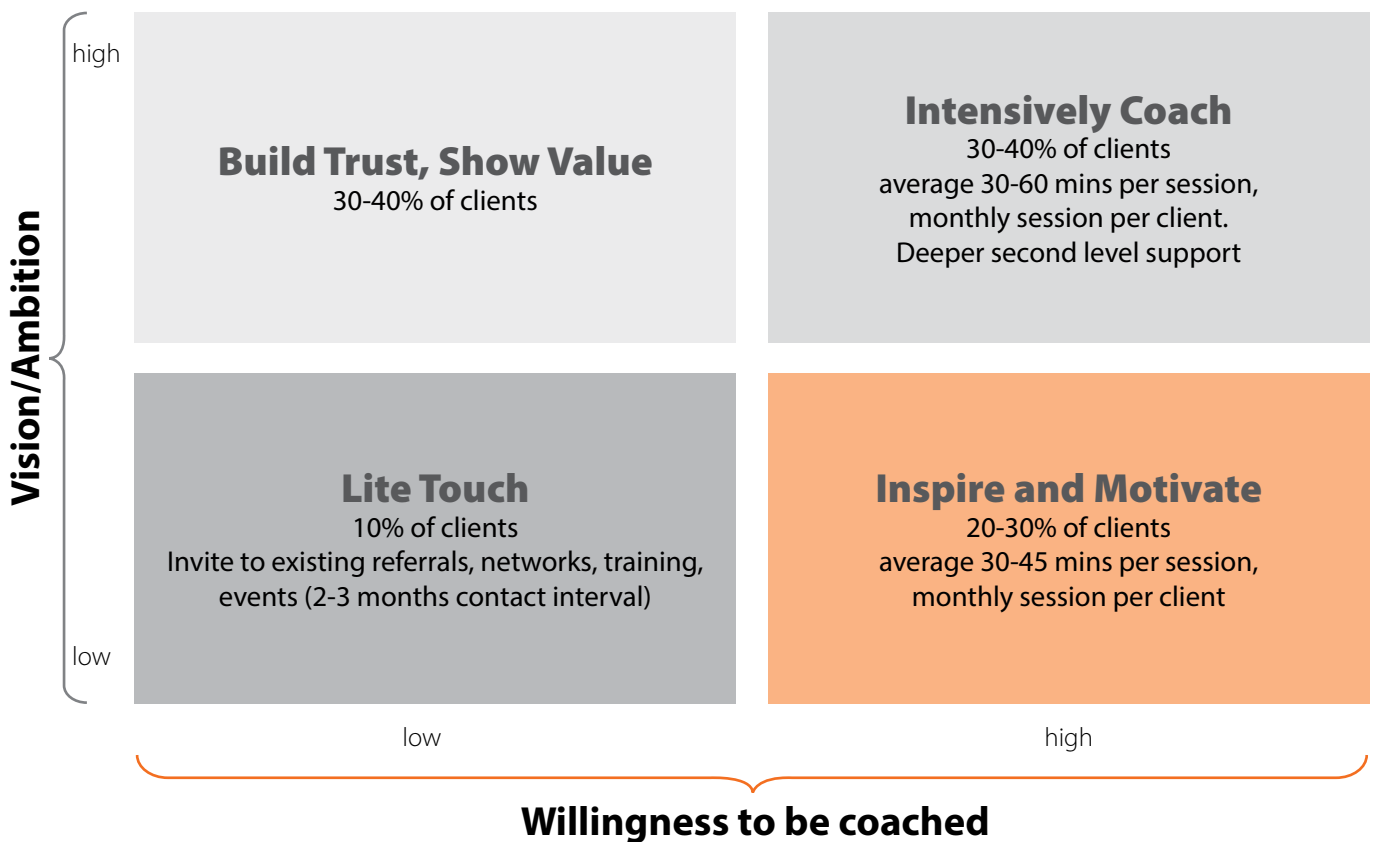 high
Build Trust, Show Value
30-40% of clients
Intensively Coach
30-40% of clients
average 30-60 mins per session,
monthly session per client.
Deeper second level support
Vision/Ambition
Lite Touch
10% of clients
Invite to existing referrals, networks, training,
events (2-3 months contact interval)
Inspire and Motivate
20-30% of clients
average 30-45 mins per session,
monthly session per client
low
low
high
Willingness to be coached